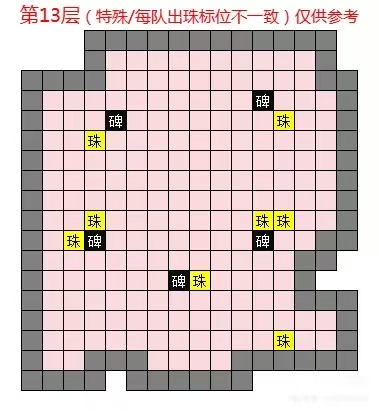 第13层（特殊/每队出珠标位不一致）仅供参考
碑
碑 珠
珠
珠 珠 珠
珠 碑 碑
碑 珠
珠